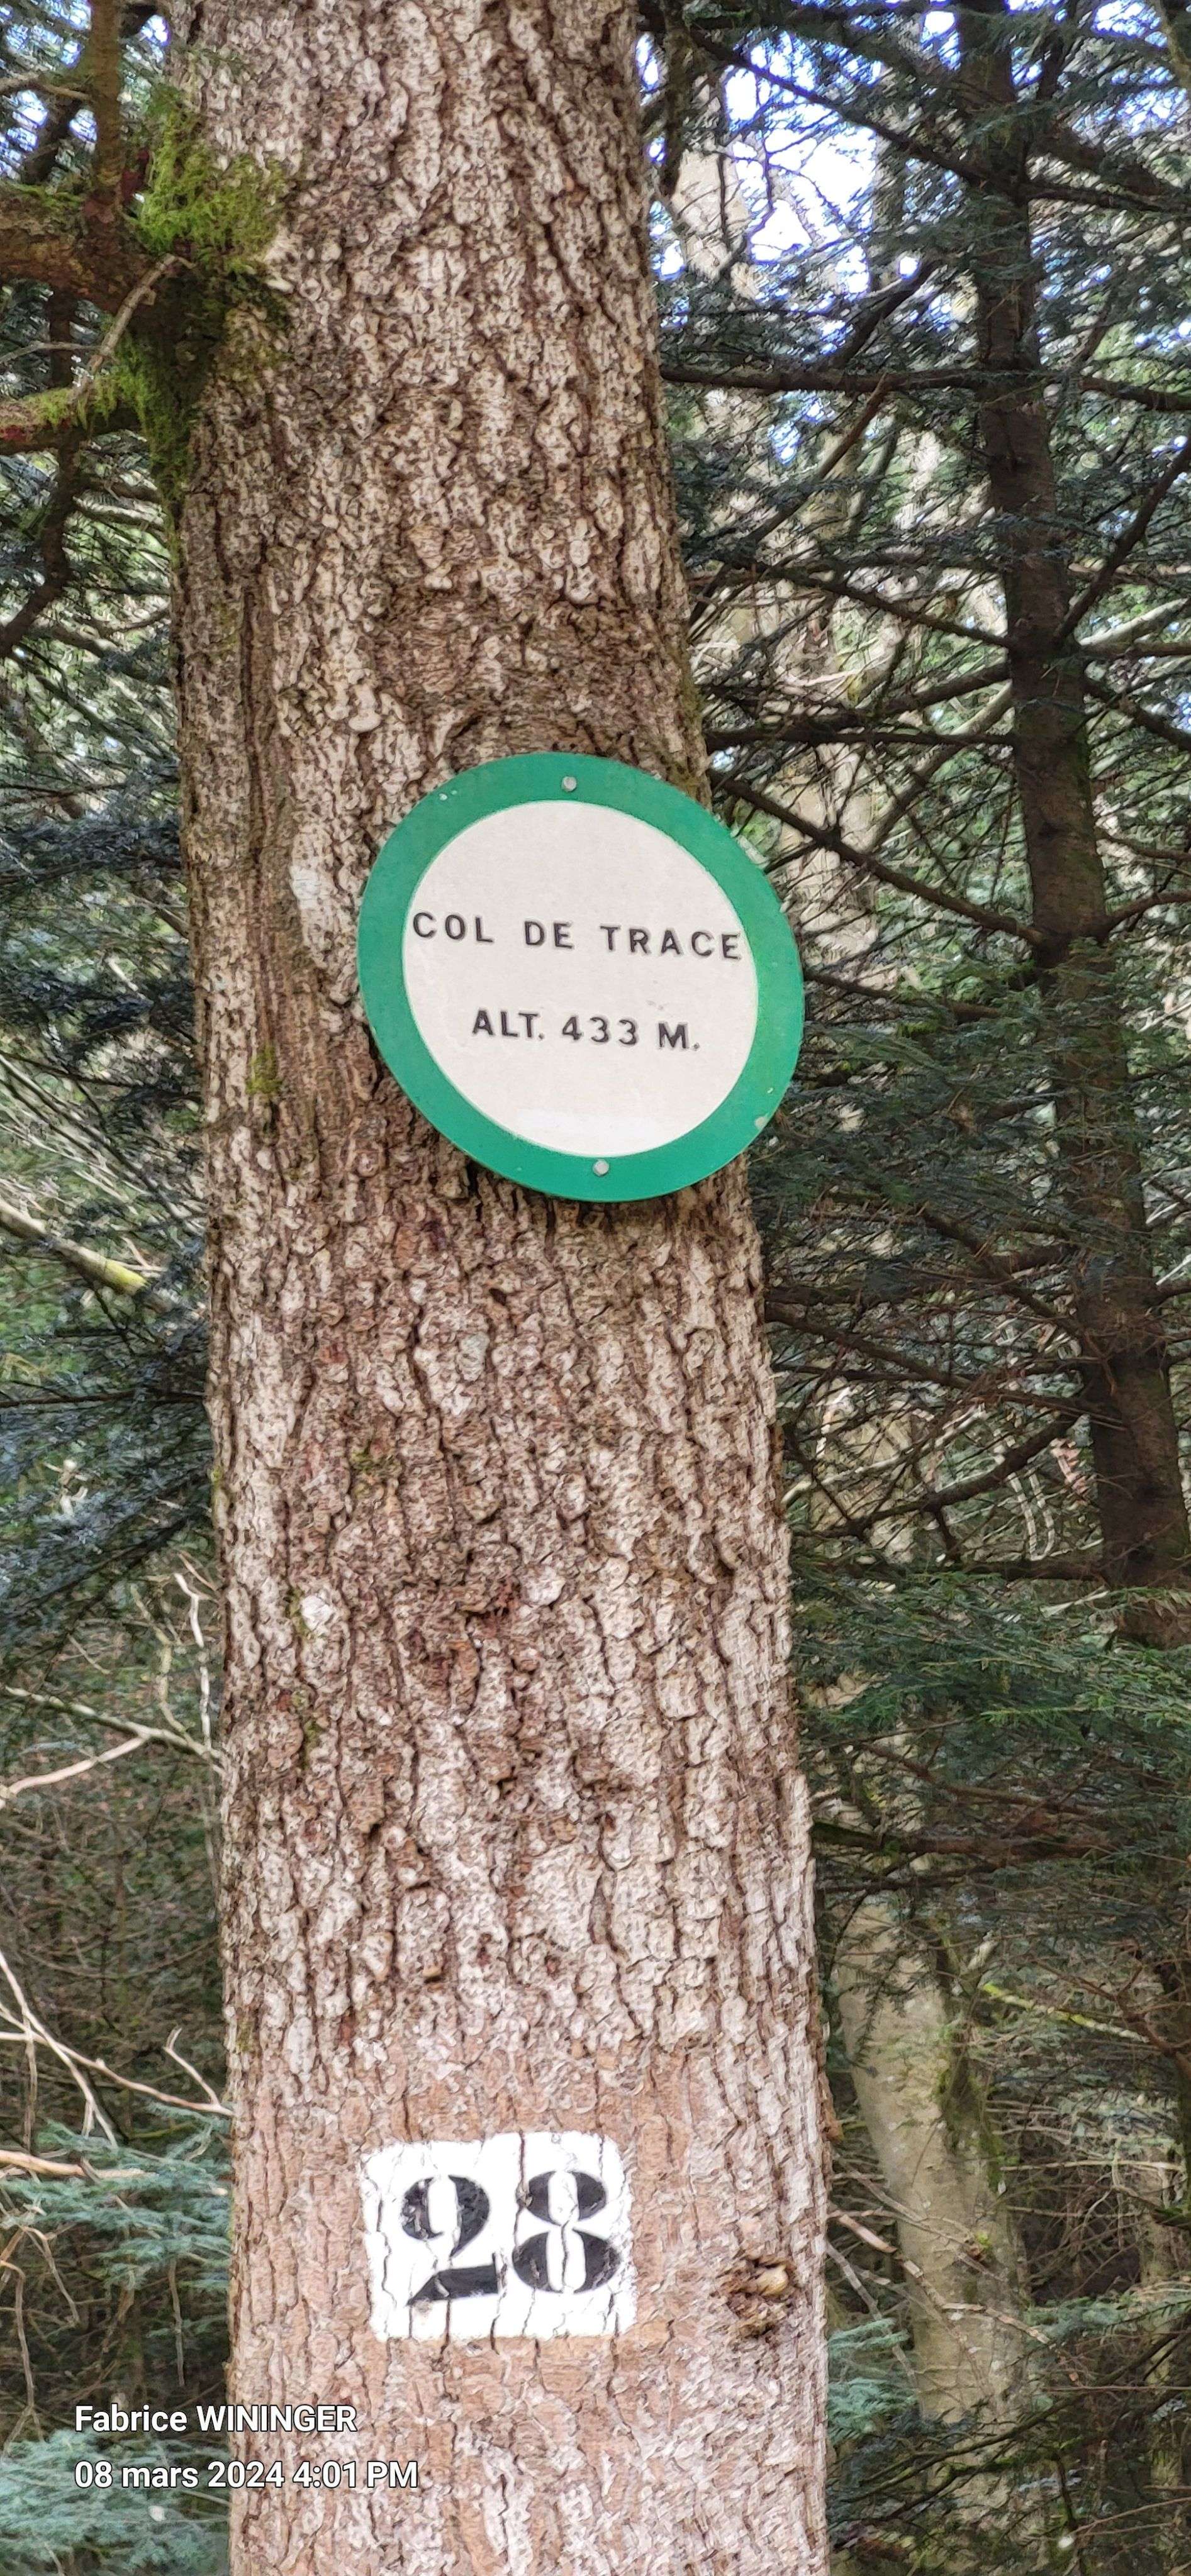 COL DE TRACE
ALT. 433 M.
28
Fabrice WININGER
08 mars 2024 4:01 PM